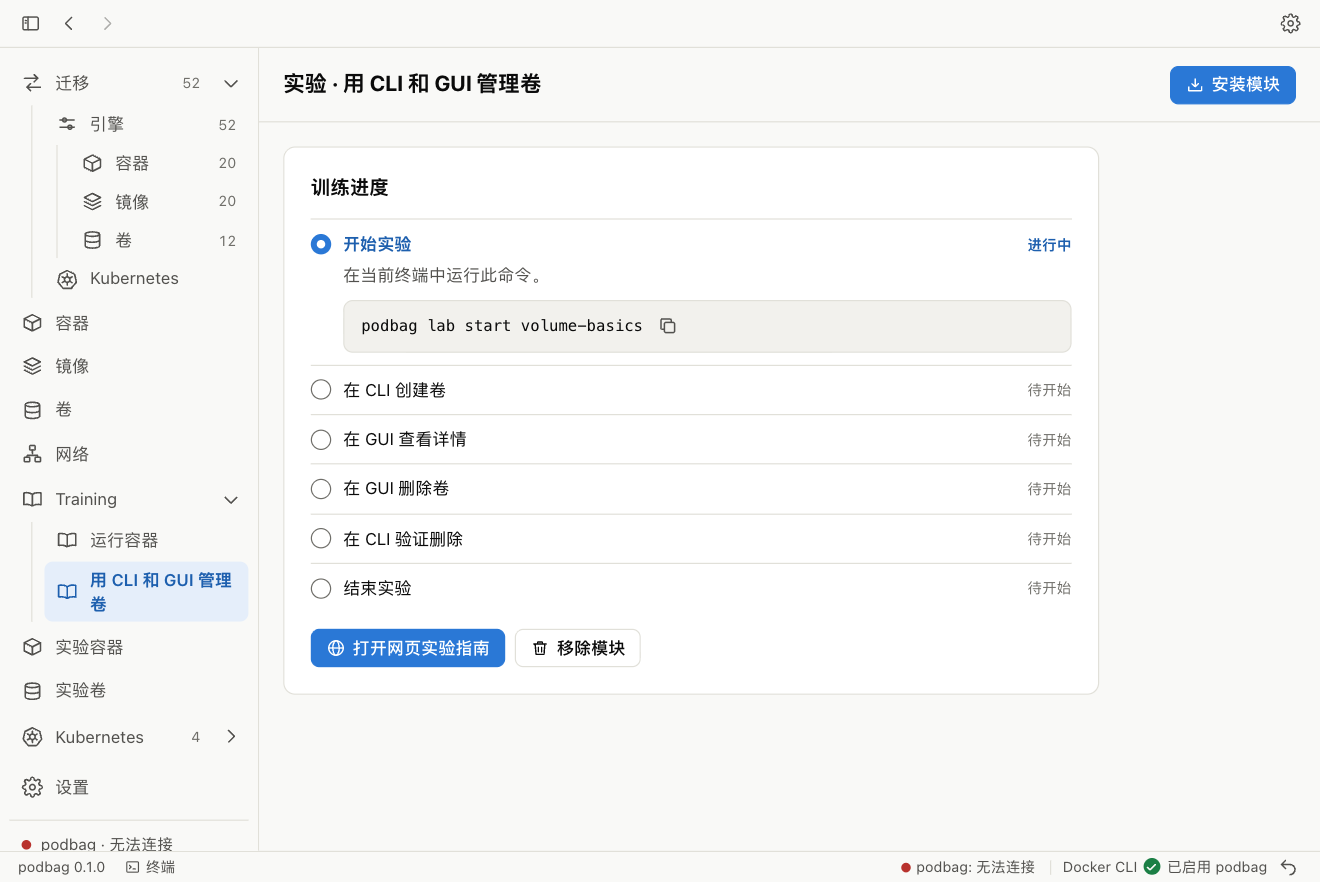 迁移 52
引擎 52
容器 20
镜像 20
卷 12
Kubernetes
容器
镜像
卷
网络
Training
运行容器
用 CLI 和 GUI 管理
卷
实验容器
实验卷
Kubernetes 4
设置
podbag · 无法连接
实验 · 用 CLI 和 GUI 管理卷
安装模块
训练进度
开始实验 进行中
在当前终端中运行此命令。
podbag lab start volume-basics
在 CLI 创建卷 待开始
在 GUI 查看详情 待开始
在 GUI 删除卷 待开始
在 CLI 验证删除 待开始
结束实验 待开始
打开网页实验指南 移除模块
podbag 0.1.0 终端 podbag: 无法连接 Docker CLI 已启用 podbag